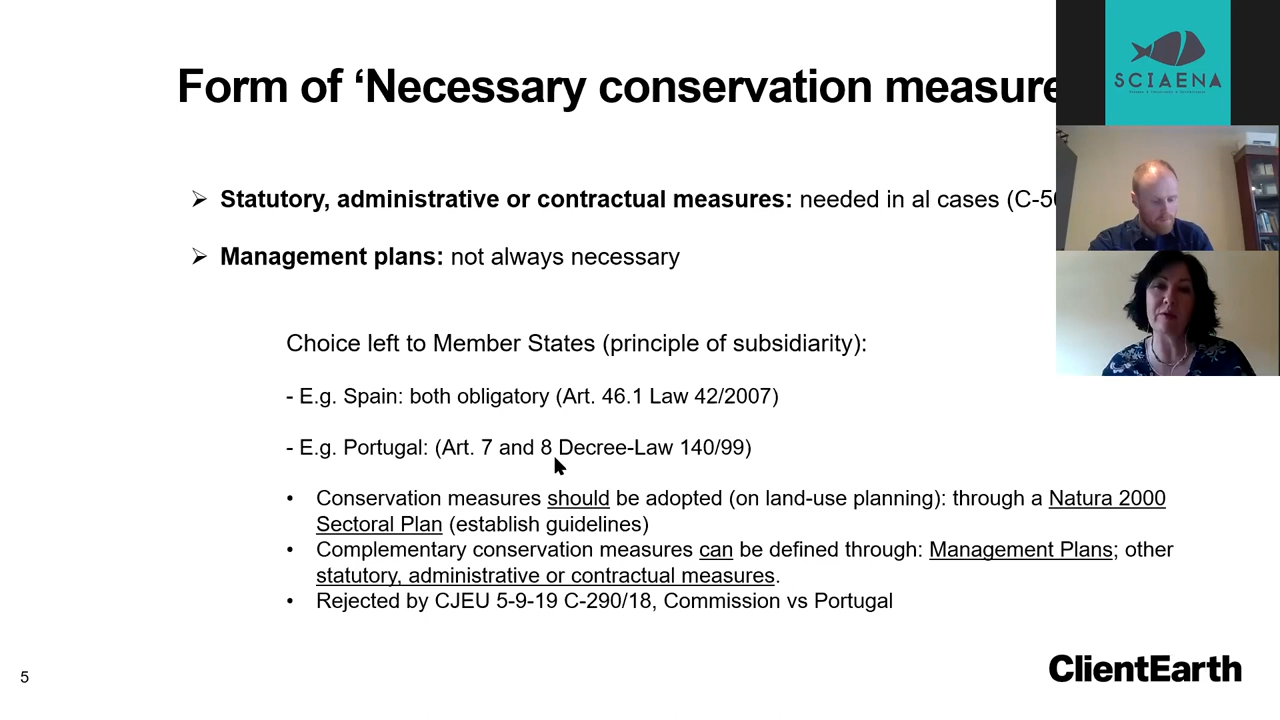 Form of ‘Necessary conservation measure
➢ Statutory, administrative or contractual measures: needed in al cases (C-50
➢ Management plans: not always necessary
Choice left to Member States (principle of subsidiarity):
- E.g. Spain: both obligatory (Art. 46.1 Law 42/2007)
- E.g. Portugal: (Art. 7 and 8 Decree-Law 140/99)
• Conservation measures should be adopted (on land-use planning): through a Natura 2000
Sectoral Plan (establish guidelines)
• Complementary conservation measures can be defined through: Management Plans; other
statutory, administrative or contractual measures.
• Rejected by CJEU 5-9-19 C-290/18, Commission vs Portugal
5
ClientEarth
SCIAENA